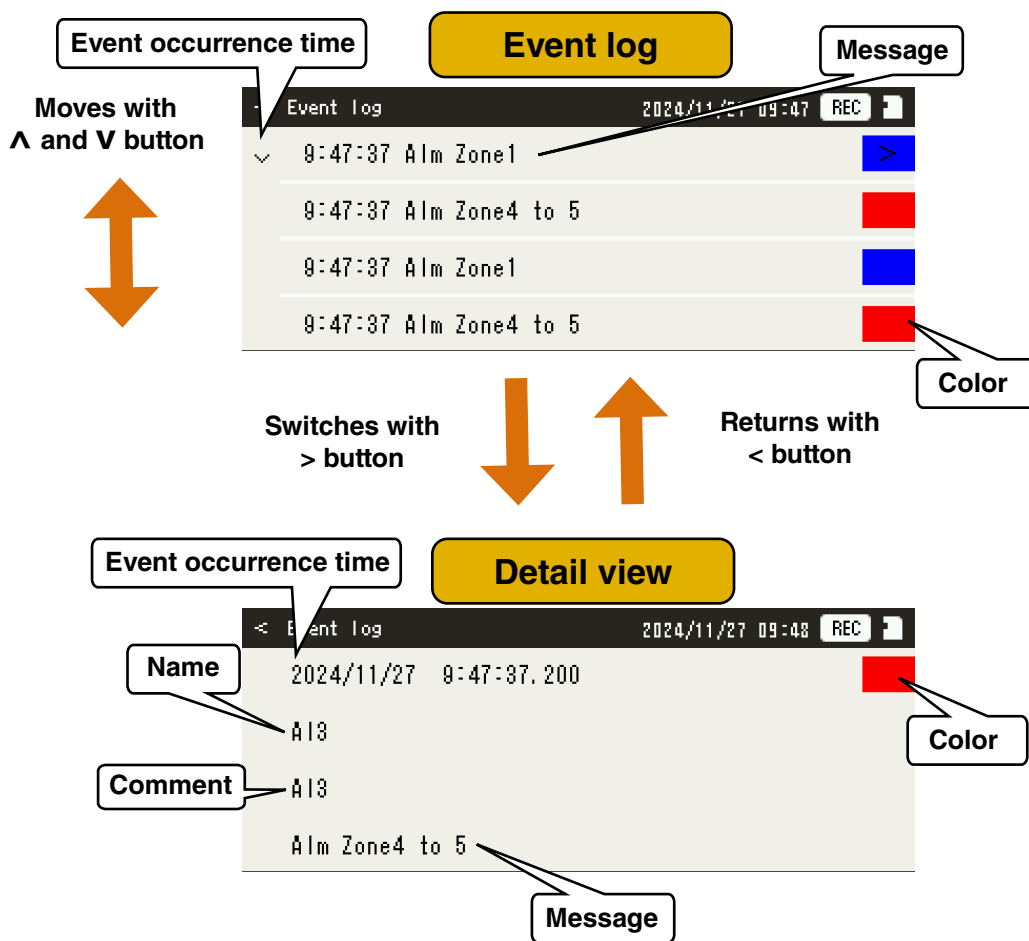 Event occurrence time
Event log
Message
Moves with
∧ and ∨ button
Event log 2024/11/27 09:47 REC
9:47:37 Alm Zone1 >
9:47:37 Alm Zone4 to 5
9:47:37 Alm Zone1
9:47:37 Alm Zone4 to 5
Color
Switches with
> button
Returns with
< button
Event occurrence time
Detail view
< Event log 2024/11/27 09:48 REC
Name
2024/11/27 9:47:37.200
AI3
Color
Comment
AI3
Alm Zone4 to 5
Message